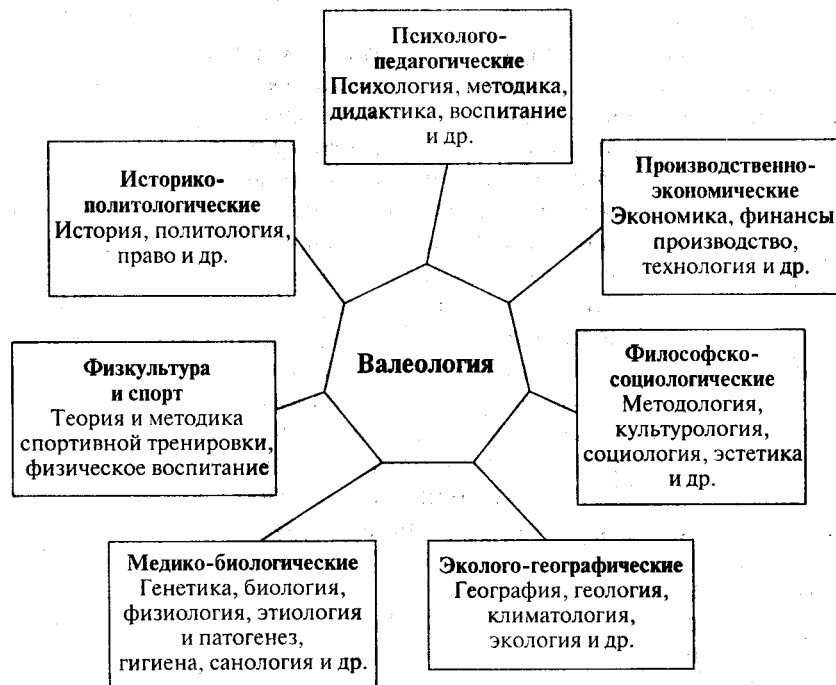 Психолого-
педагогические
Психология, методика,
дидактика, воспитание
и др.
Историко-
политологические
История, политология,
право и др.
Производственно-
экономические
Экономика, финансы
производство,
технология и др.
Валеология
Физкультура
и спорт
Теория и методика
спортивной тренировки,
физическое воспитание
Философско-
социологические
Методология,
культурология,
социология, эстетика
и др.
Медико-биологические
Генетика, биология,
физиология, этиология
и патогенез,
гигиена, санология и др.
Эколого-географические
География, геология,
климатология,
экология и др.